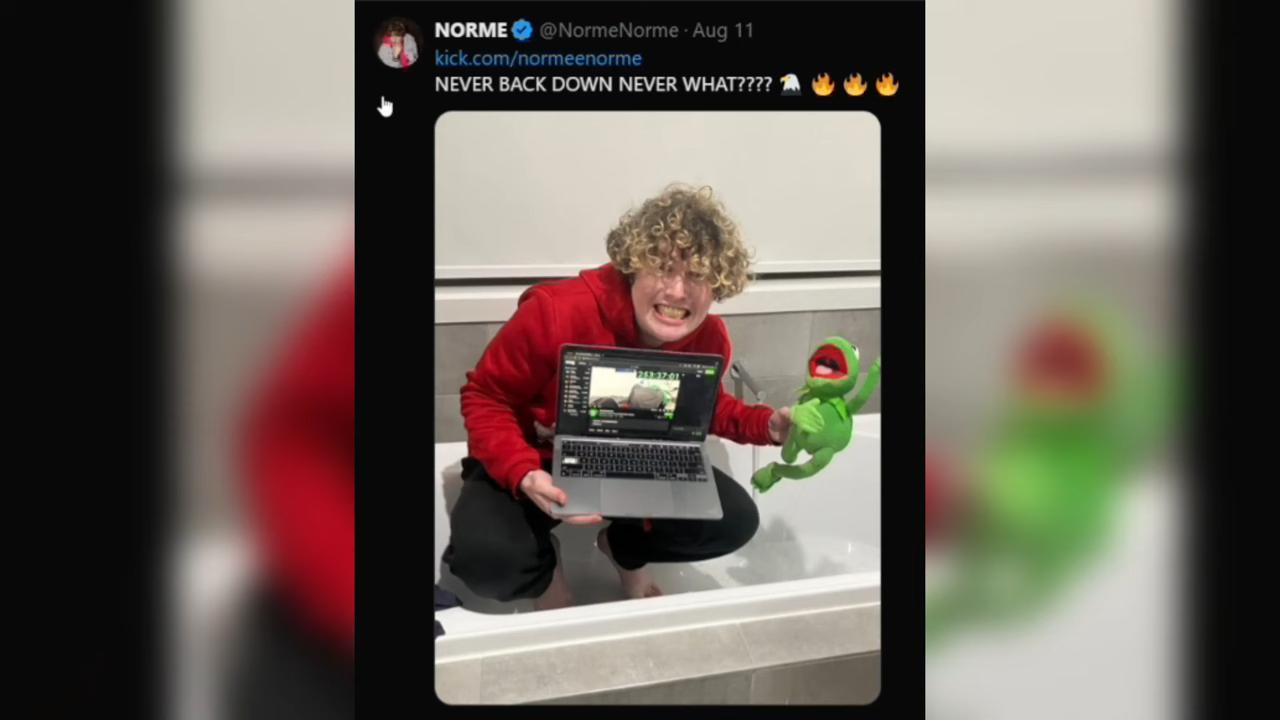 NORME @NormeNorme · Aug 11
kick.com/normeenorme
NEVER BACK DOWN NEVER WHAT???? 🦅 🔥 🔥 🔥
253:37:01